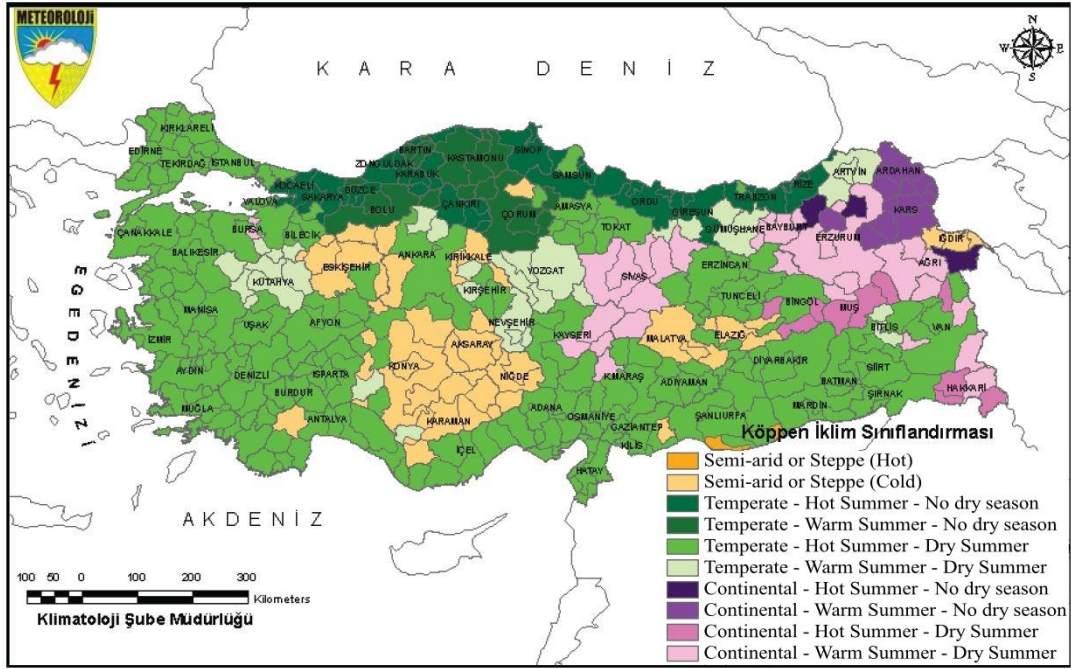 METEOROLOJİ
N
W
E
S
KARA DENİZ
KIRKLARELİ
EDİRNE
TEKİRDAĞ
İSTANBUL
KOCAELİ
YALOVA
SAKARYA
DÜZCE
ZONGULDAK
BARTIN
KARABÜK
KASTAMONU
SİNOP
SAMSUN
BOLU
ÇANKIRI
ÇORUM
AMASYA
ORDU
GİRESUN
TRABZON
RİZE
ARTVİN
ARDAHAN
KARS
GÜMÜŞHANE
BAYBURT
ERZURUM
IĞDIR
AĞRI
ÇANAKKALE
BURSA
BİLECİK
BALIKESİR
KÜTAHYA
ESKİŞEHİR
ANKARA
KIRIKKALE
KIRŞEHİR
YOZGAT
TOKAT
SİVAS
ERZİNCAN
TUNCELİ
BİNGÖL
MUŞ
BİTLİS
VAN
EGE DENİZİ
MANİSA
İZMİR
UŞAK
AFYON
NEVŞEHİR
KAYSERİ
MALATYA
ELAZIĞ
DİYARBAKIR
AYDIN
DENİZLİ
ISPARTA
BURDUR
KONYA
AKSARAY
NİĞDE
K.MARAŞ
ADIYAMAN
BATMAN
SİİRT
ŞIRNAK
HAKKARİ
MARDİN
MUĞLA
ANTALYA
KARAMAN
İÇEL
ADANA
OSMANİYE
GAZİANTEP
KİLİS
ŞANLIURFA
HATAY
AKDENİZ
Köppen İklim Sınıflandırması
Semi-arid or Steppe (Hot)
Semi-arid or Steppe (Cold)
Temperate - Hot Summer - No dry season
Temperate - Warm Summer - No dry season
Temperate - Hot Summer - Dry Summer
Temperate - Warm Summer - Dry Summer
Continental - Hot Summer - No dry season
Continental - Warm Summer - No dry season
Continental - Hot Summer - Dry Summer
Continental - Warm Summer - Dry Summer
100 50 0 100 200 300
Kilometers
Klimatoloji Şube Müdürlüğü